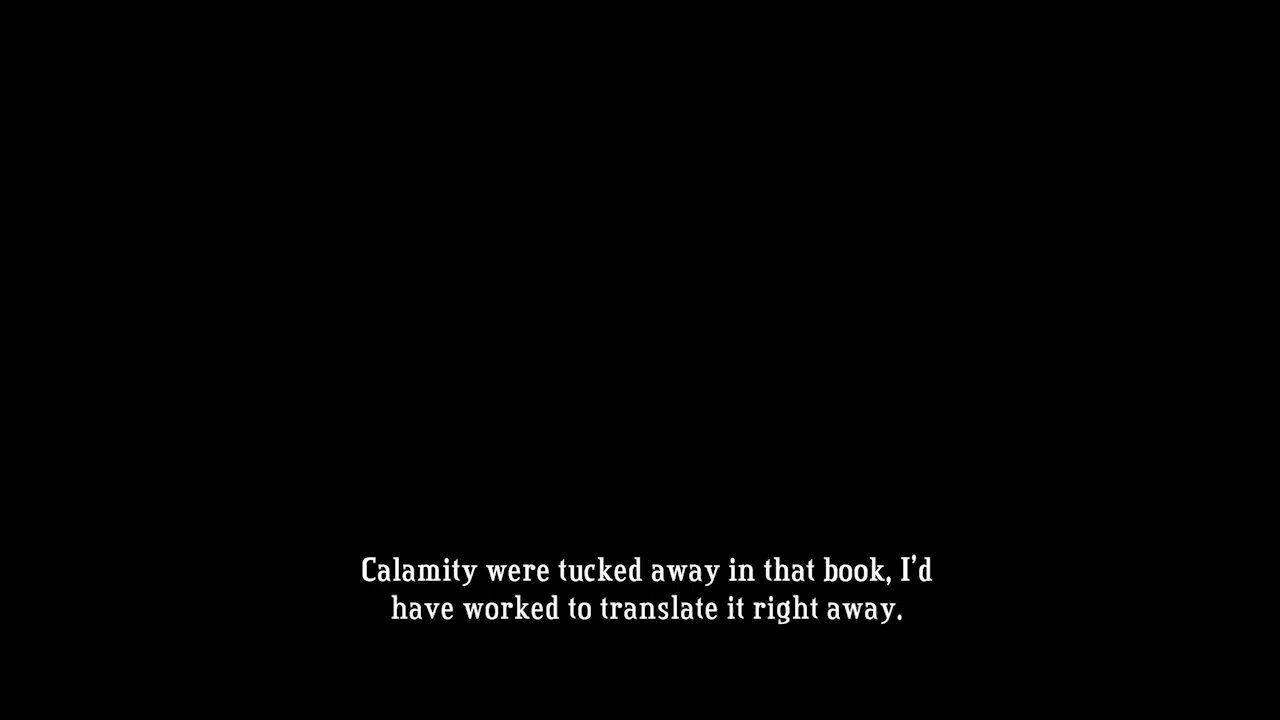 Calamity were tucked away in that book, I'd
have worked to translate it right away.